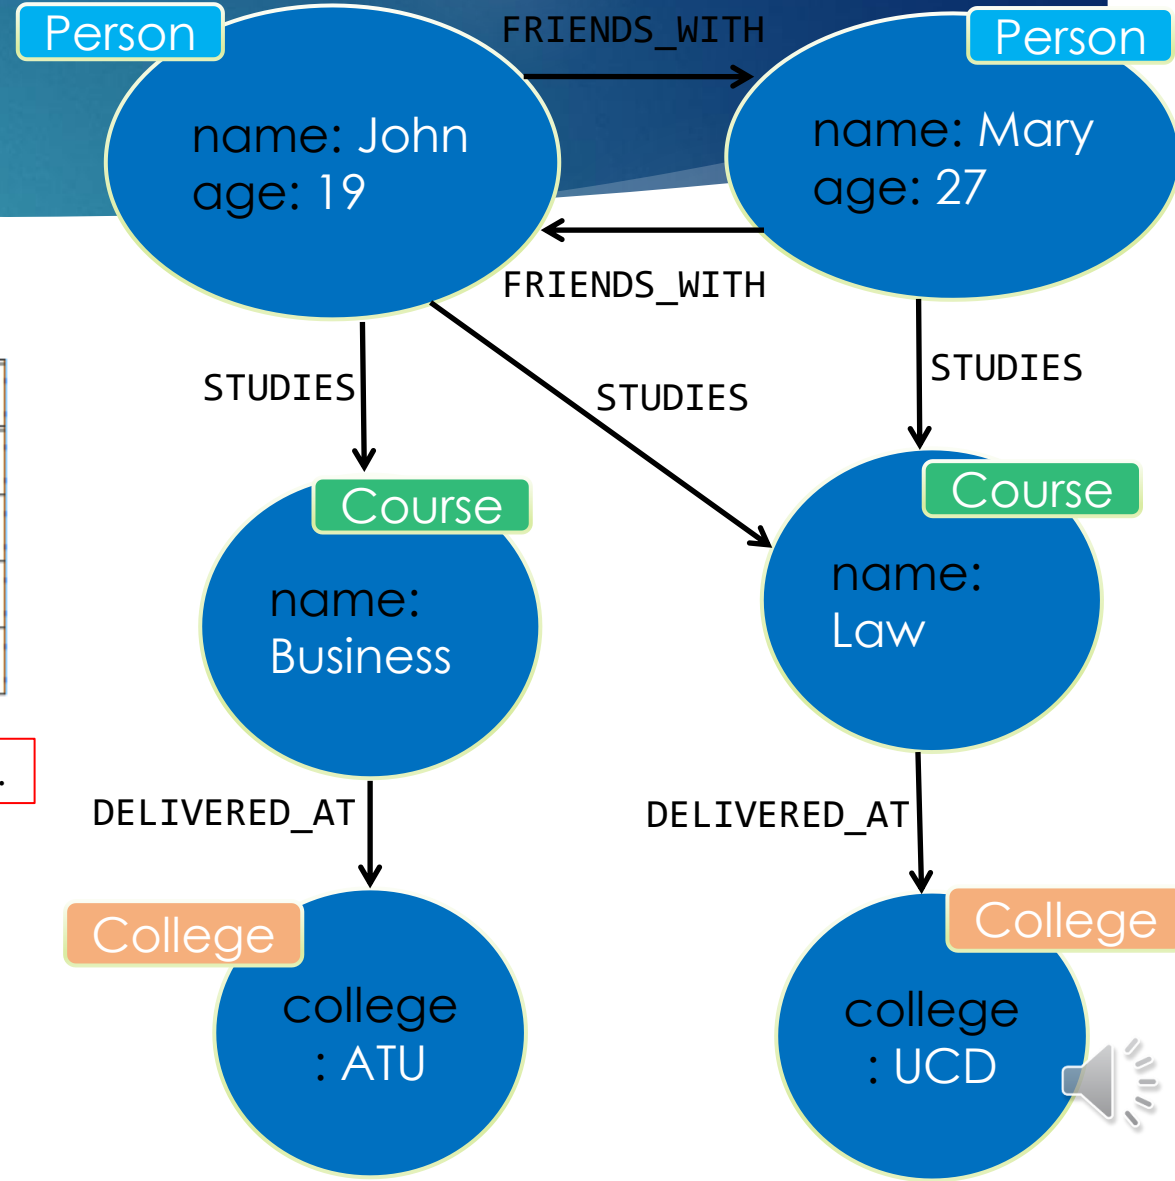 Person
FRIENDS_WITH
Person
name: John
age: 19
name: Mary
age: 27
FRIENDS_WITH
STUDIES
STUDIES
STUDIES
Course
Course
name:
Business
name:
Law
.
DELIVERED_AT
DELIVERED_AT
College
College
college
: ATU
college
: UCD